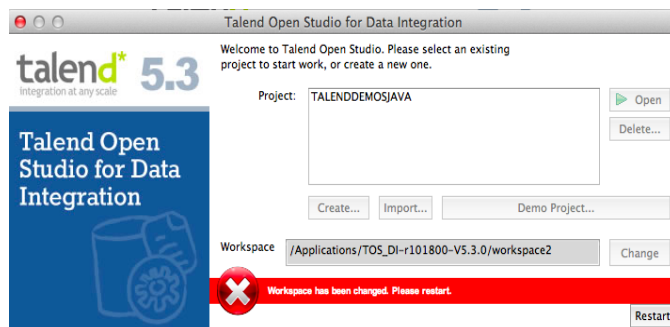 Talend Open Studio for Data Integration
talend* 5.3
integration at any scale
Talend Open
Studio for Data
Integration
Welcome to Talend Open Studio. Please select an existing
project to start work, or create a new one.
Project:
TALENDDEMOSJAVA
Open
Delete...
Create...
Import...
Demo Project...
Workspace
/Applications/TOS_DI-r101800-V5.3.0/workspace2
Change
Workspace has been changed. Please restart.
Restart